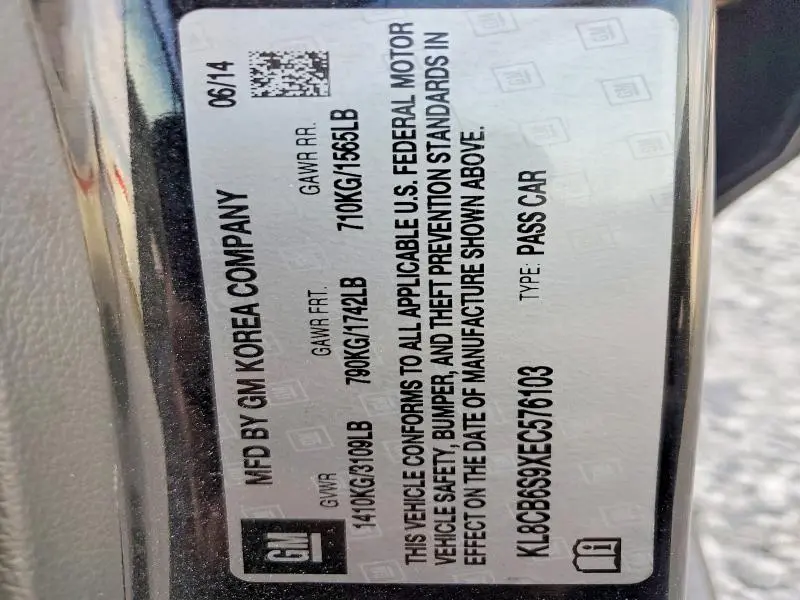 MFD BY GM KOREA COMPANY 06/14
GVWR GAWR FRT. GAWR RR.
1410KG/3109LB 790KG/1742LB 710KG/1565LB
THIS VEHICLE CONFORMS TO ALL APPLICABLE U.S. FEDERAL MOTOR
VEHICLE SAFETY, BUMPER, AND THEFT PREVENTION STANDARDS IN
EFFECT ON THE DATE OF MANUFACTURE SHOWN ABOVE.
KL8CB6S9XEC576103 TYPE: PASS CAR
GM